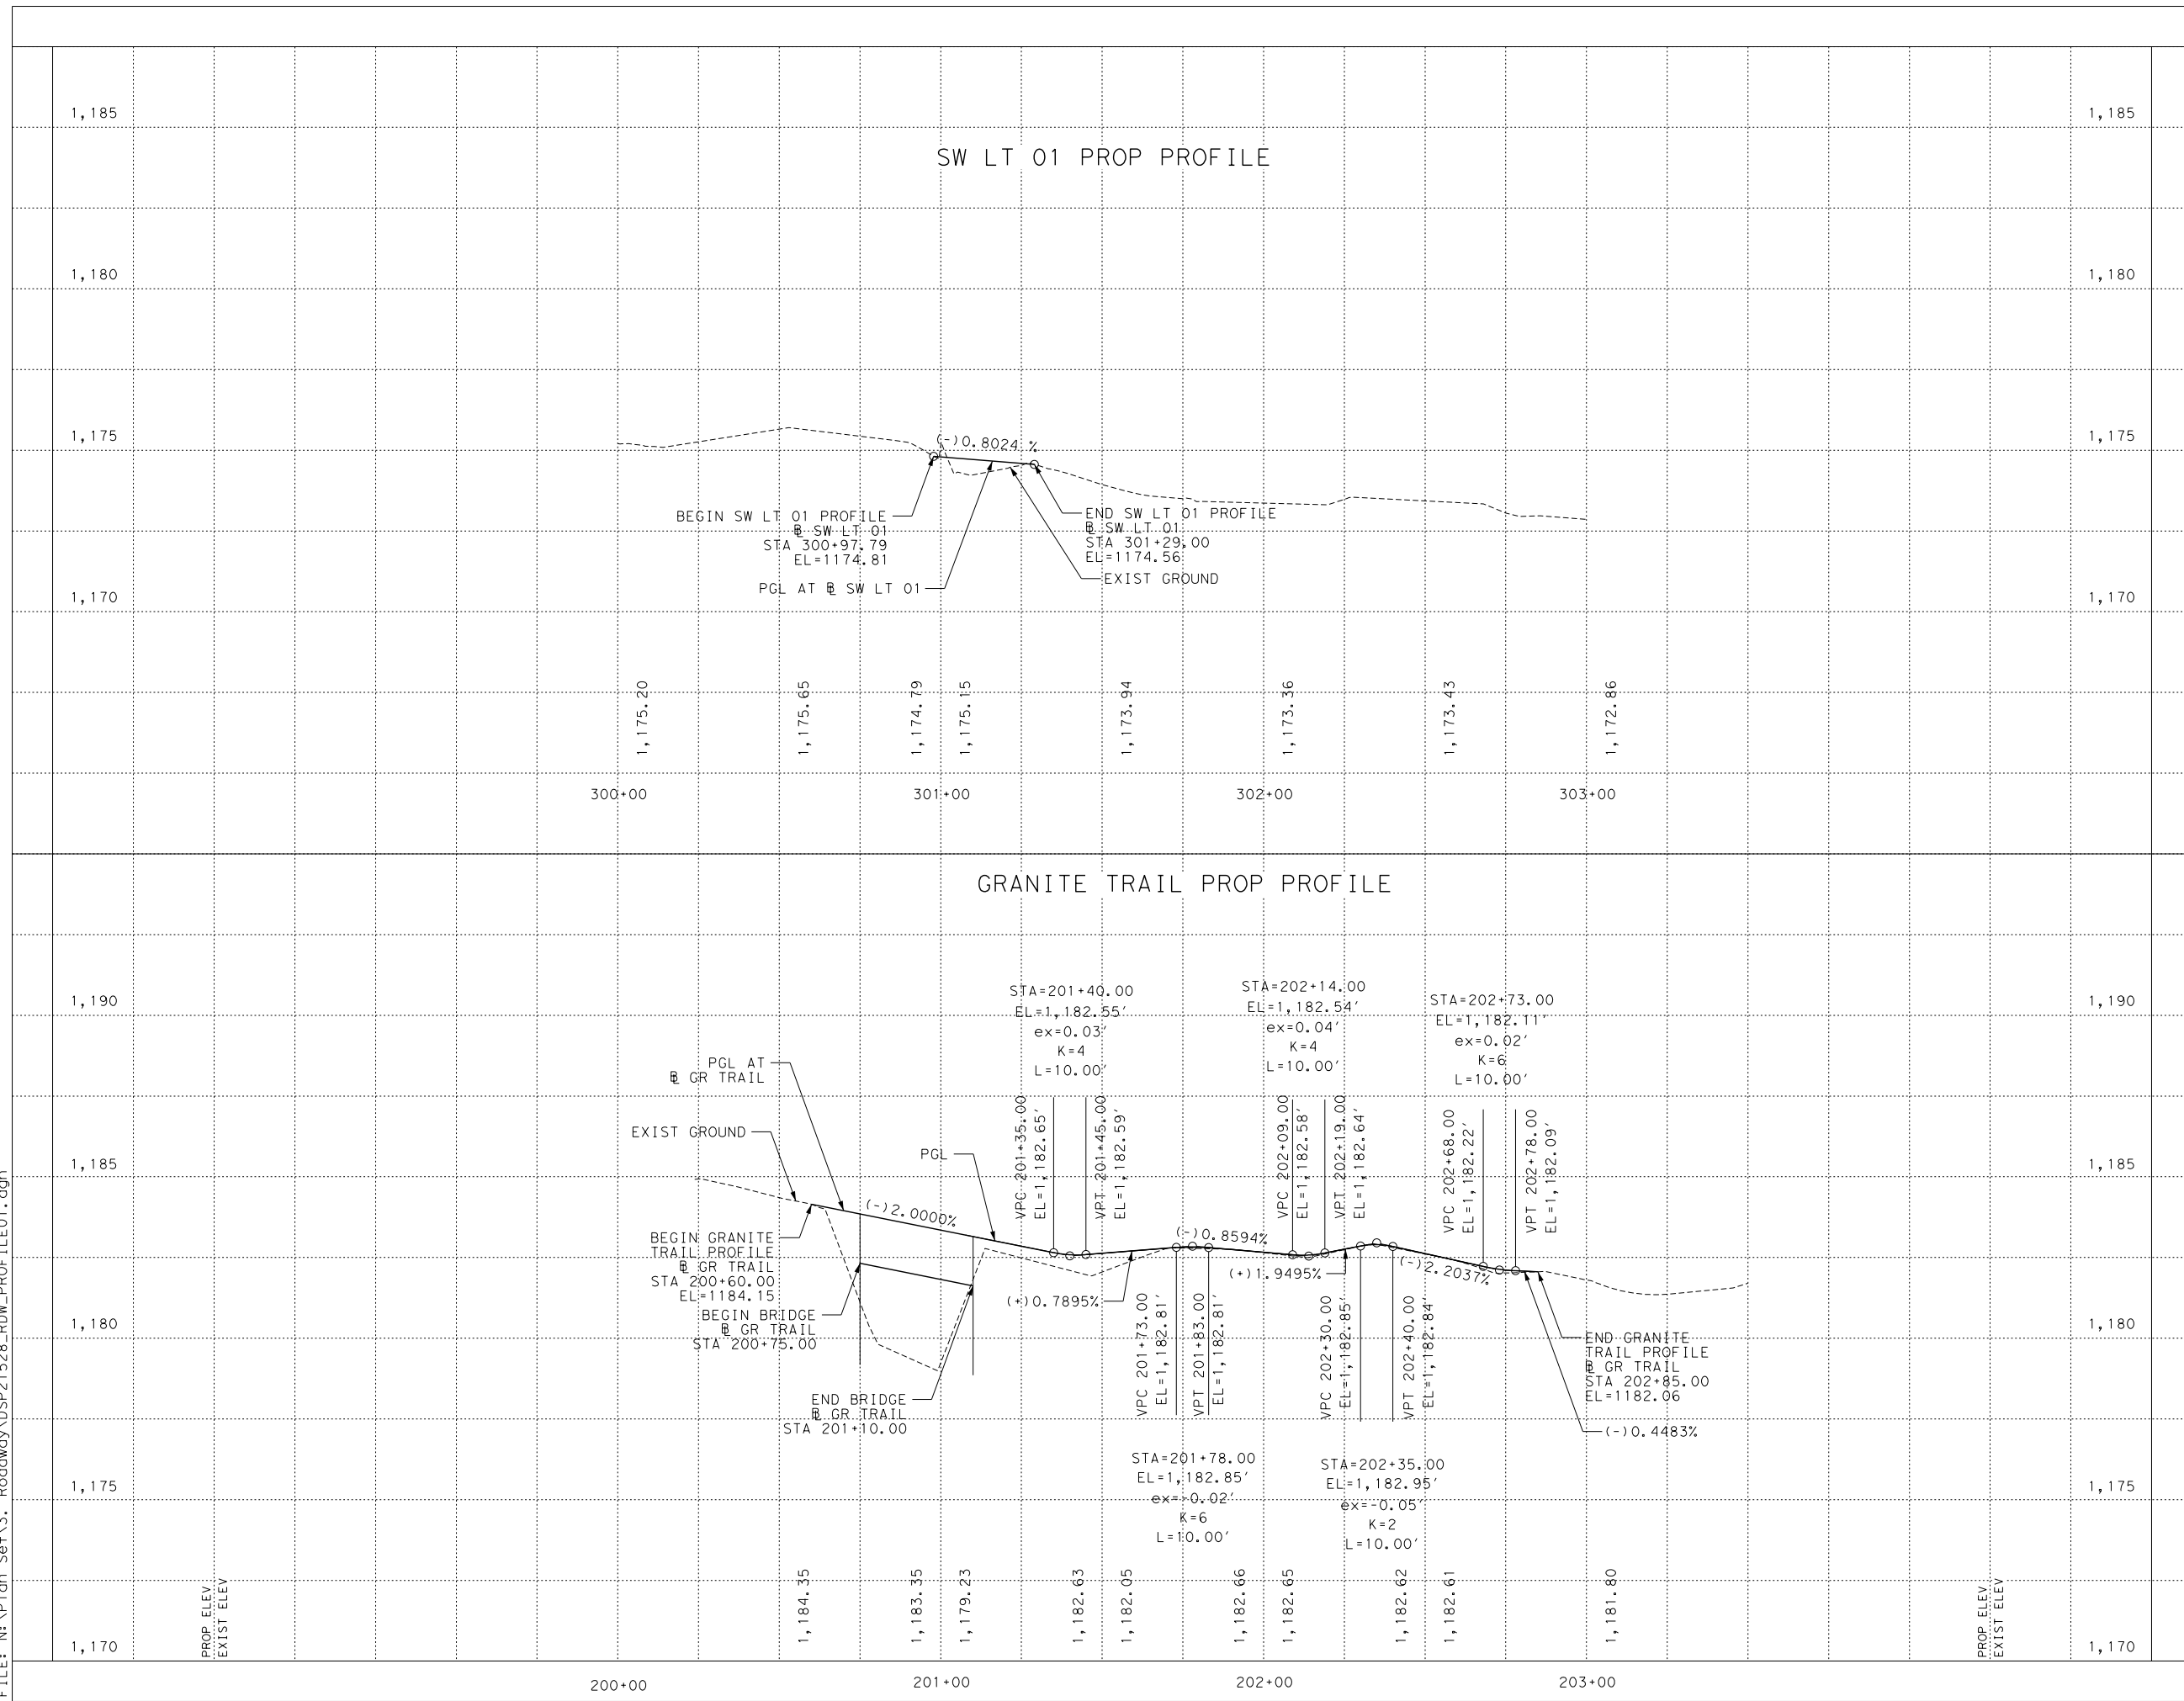 1,185
1,185
SW LT 01 PROP PROFILE
1,180
1,180
1,175
1,175
(-)0.8024 %
BEGIN SW LT 01 PROFILE
℄ SW LT 01
STA 300+97.79
EL=1174.81
END SW LT 01 PROFILE
℄ SW LT 01
STA 301+29.00
EL=1174.56
EXIST GROUND
PGL AT ℄ SW LT 01
1,170
1,170
1,175.20
1,175.65
1,174.79
1,175.15
1,173.94
1,173.36
1,173.43
1,172.86
300+00
301+00
302+00
303+00
GRANITE TRAIL PROP PROFILE
1,190
1,190
STA=201+40.00
EL=1,182.55′
ex=0.03′
K=4
L=10.00′
STA=202+14.00
EL=1,182.54′
ex=0.04′
K=4
L=10.00′
STA=202+73.00
EL=1,182.11′
ex=0.02′
K=6
L=10.00′
PGL AT
℄ GR TRAIL
EXIST GROUND
PGL
VPC 201+35.00
EL=1,182.65′
VPT 201+45.00
EL=1,182.59′
VPC 202+09.00
EL=1,182.58′
VPT 202+19.00
EL=1,182.64′
VPC 202+68.00
EL=1,182.22′
VPT 202+78.00
EL=1,182.09′
1,185
1,185
(-)2.0000%
(-)0.8594%
(+)1.9495%
(-)2.2037%
(+)0.7895%
BEGIN GRANITE
TRAIL PROFILE
℄ GR TRAIL
STA 200+60.00
EL=1184.15
BEGIN BRIDGE
℄ GR TRAIL
STA 200+75.00
END BRIDGE
℄ GR TRAIL
STA 201+10.00
VPC 201+73.00
EL=1,182.81′
VPT 201+83.00
EL=1,182.81′
VPC 202+30.00
EL=1,182.85′
VPT 202+40.00
EL=1,182.84′
END GRANITE
TRAIL PROFILE
℄ GR TRAIL
STA 202+85.00
EL=1182.06
(-)0.4483%
1,180
1,180
STA=201+78.00
EL=1,182.85′
ex=-0.02′
K=6
L=10.00′
STA=202+35.00
EL=1,182.95′
ex=-0.05′
K=2
L=10.00′
1,175
1,175
PROP ELEV
EXIST ELEV
1,184.35
1,183.35
1,179.23
1,182.63
1,182.05
1,182.66
1,182.65
1,182.62
1,182.61
1,181.80
PROP ELEV
EXIST ELEV
1,170
1,170
200+00
201+00
202+00
203+00
FILE: N:\Plan Set\3. Roadway\DSP21528_RDW_PROFILE01.dgn